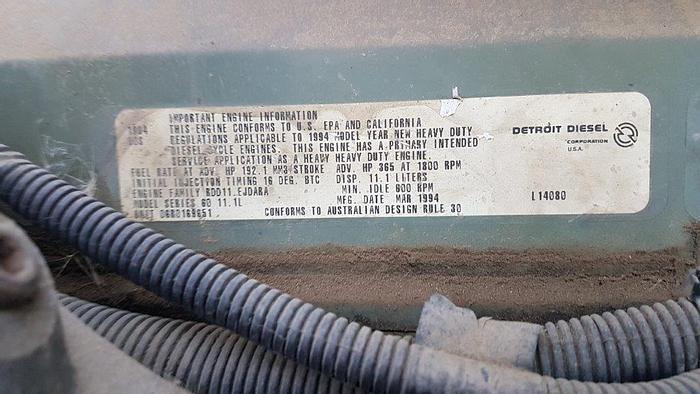 IMPORTANT ENGINE INFORMATION
THIS ENGINE CONFORMS TO U.S. EPA AND CALIFORNIA
REGULATIONS APPLICABLE TO 1994 MODEL YEAR NEW HEAVY DUTY
DIESEL CYCLE ENGINES. THIS ENGINE HAS A PRIMARY INTENDED
SERVICE APPLICATION AS A HEAVY HEAVY DUTY ENGINE.
FUEL RATE AT ADV. HP 192.1 MM3/STROKE ADV. HP 365 AT 1800 RPM
INITIAL INJECTION TIMING 16 DEG. BTC DISP. 11.1 LITERS
ENGINE FAMILY RDD11.EJDARA MIN. IDLE 600 RPM
MODEL SERIES 60 11.1L MFG. DATE MAR 1994
UNIT CONFORMS TO AUSTRALIAN DESIGN RULE 30
DETROIT DIESEL
CORPORATION
U.S.A.
L14080